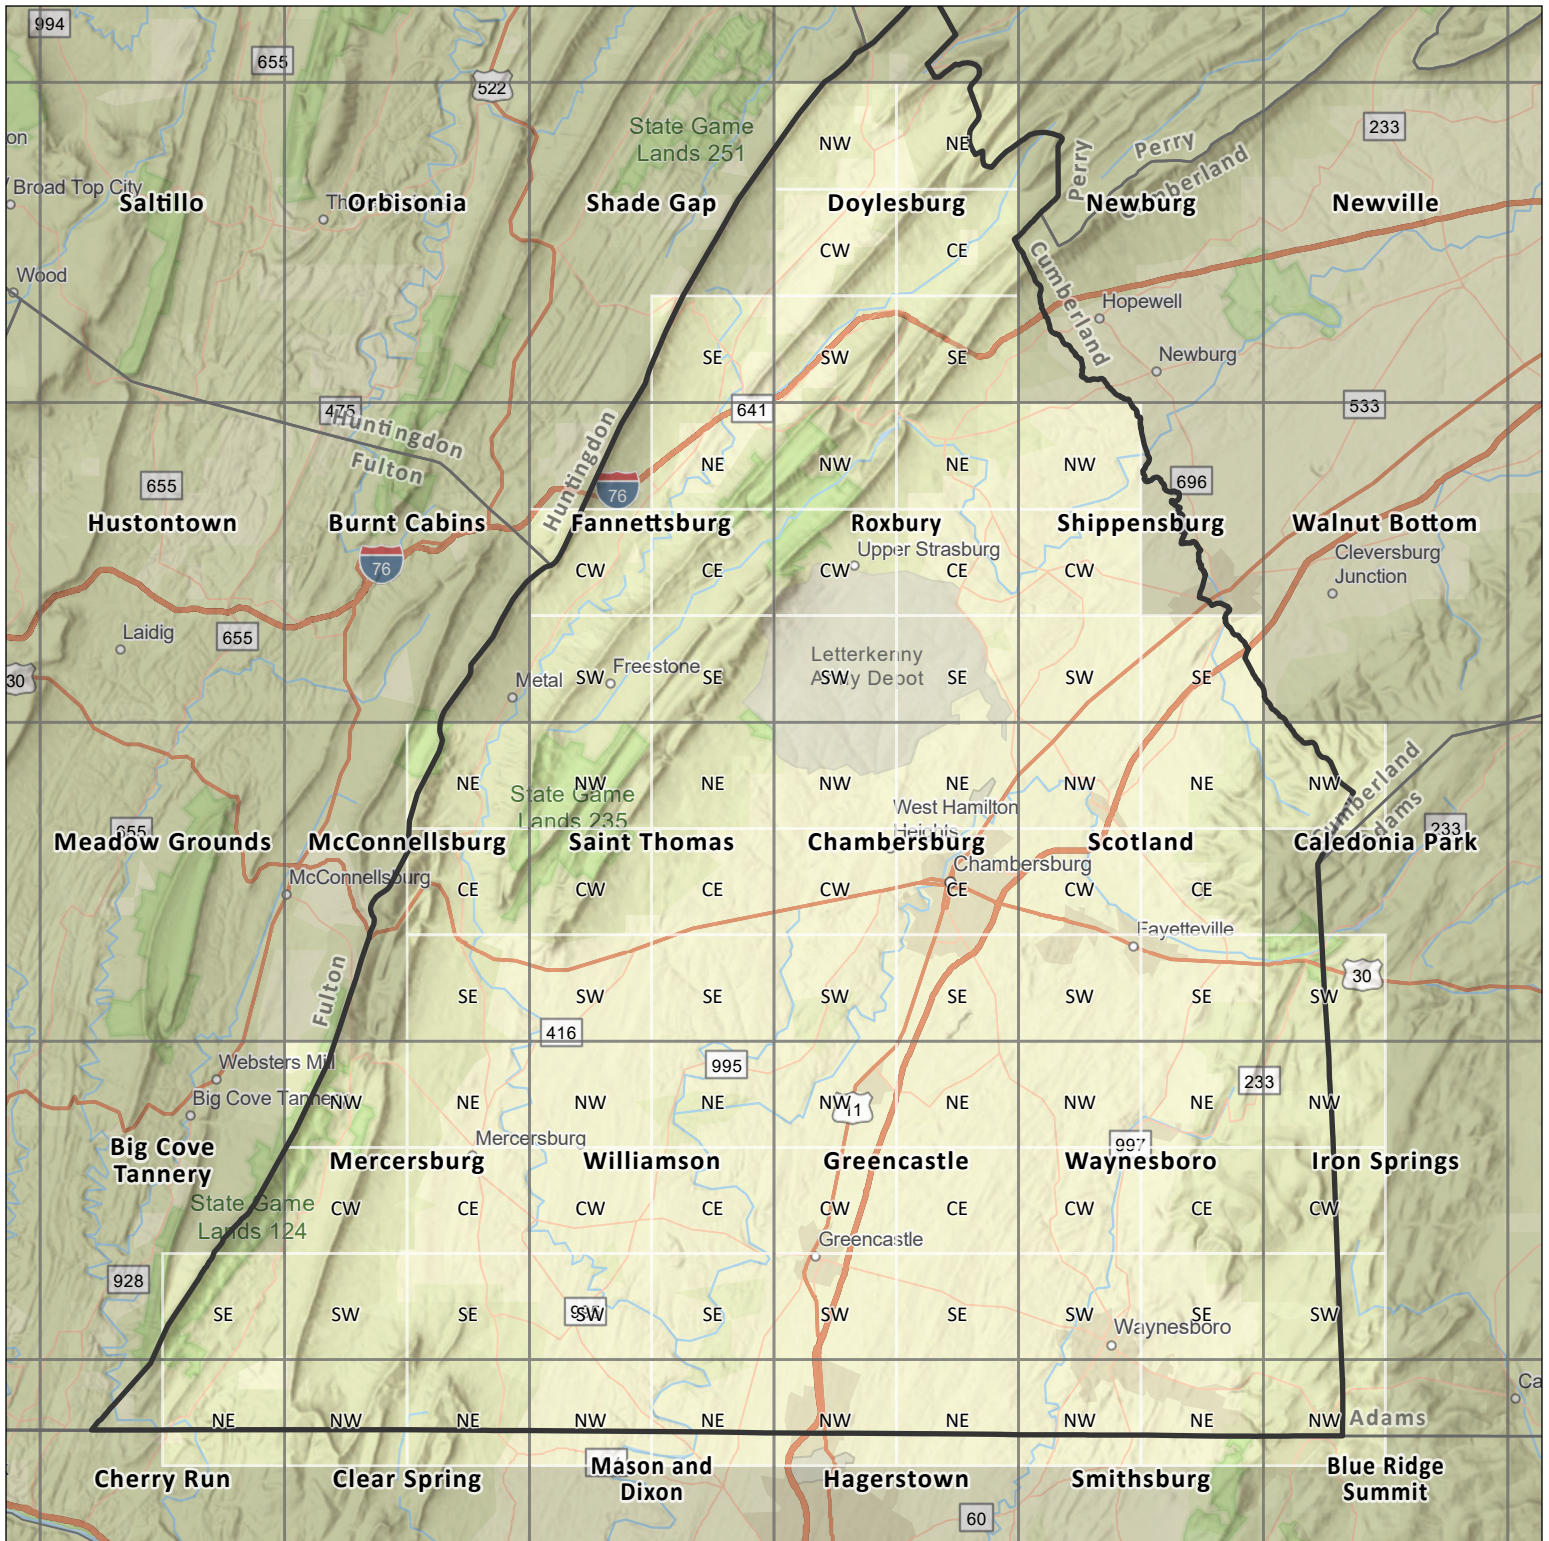 994
655
522
on
State Game
Lands 251
NW
NE
233
Perry
Perry
Cumberland
Broad Top City
Saltillo
Orbisonia
Shade Gap
Doylesburg
Newburg
Newville
CW
CE
Wood
Cumberland
Hopewell
SE
SW
SE
Newburg
475
641
533
Huntingdon
Fulton
Huntingdon
NE
NW
NE
NW
655
76
696
Hustontown
Burnt Cabins
Fannettsburg
Roxbury
Shippensburg
Walnut Bottom
76
Upper Strasburg
Cleversburg
Junction
CW
CE
CW
CE
CW
Laidig
655
30
Metal
SW
Freestone
SE
Letterkenny
Army Depot
SW
SE
SW
SE
NE
NW
NE
NW
NE
NW
NE
NW
State Game
Lands 235
West Hamilton
Heights
Cumberland
Adams
655
233
Meadow Grounds
McConnellsburg
Saint Thomas
Chambersburg
Scotland
Caledonia Park
McConnellsburg
Chambersburg
CE
CW
CE
CW
CE
CW
CE
Fayetteville
Fulton
30
SE
SW
SE
SW
SE
SW
SE
SW
416
995
Websters Mill
233
Big Cove Tannery
NW
NE
NW
NE
NW
11
NE
NW
NE
NW
Mercersburg
997
Big Cove
Tannery
Mercersburg
Williamson
Greencastle
Waynesboro
Iron Springs
State Game
Lands 124
CW
CE
CW
CE
CW
CE
CW
CE
CW
Greencastle
928
SE
SW
SE
SW
SE
SW
SE
SW
SE
SW
Waynesboro
Ca
NE
NW
NE
NW
NE
NW
NE
NW
NE
NW
Adams
Cherry Run
Clear Spring
Mason and
Dixon
Hagerstown
Smithsburg
Blue Ridge
Summit
60